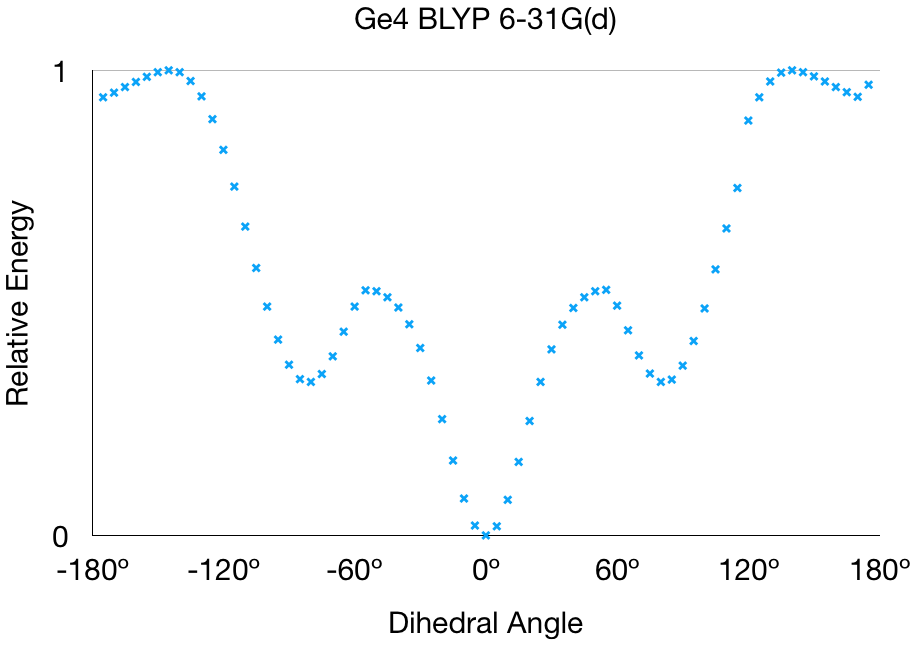 Ge4 BLYP 6-31G(d)
1
Relative Energy
0
-180º -120º -60º 0º 60º 120º 180º
Dihedral Angle